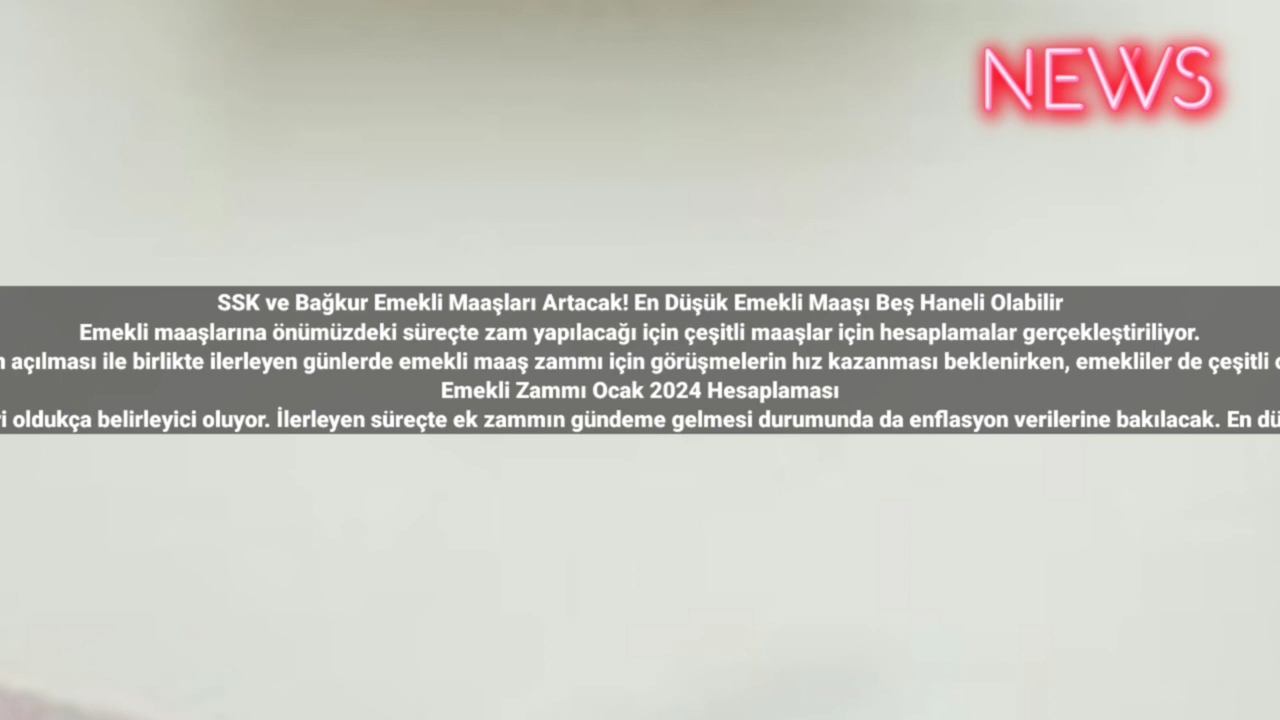 NEWS
SSK ve Bağkur Emekli Maaşları Artacak! En Düşük Emekli Maaşı Beş Haneli Olabilir
Emekli maaşlarına önümüzdeki süreçte zam yapılacağı için çeşitli maaşlar için hesaplamalar gerçekleştiriliyor.
açılması ile birlikte ilerleyen günlerde emekli maaş zammı için görüşmelerin hız kazanması beklenirken, emekliler de çeşitli
Emekli Zammı Ocak 2024 Hesaplaması
oldukça belirleyici oluyor. İlerleyen süreçte ek zammın gündeme gelmesi durumunda da enflasyon verilerine bakılacak. En